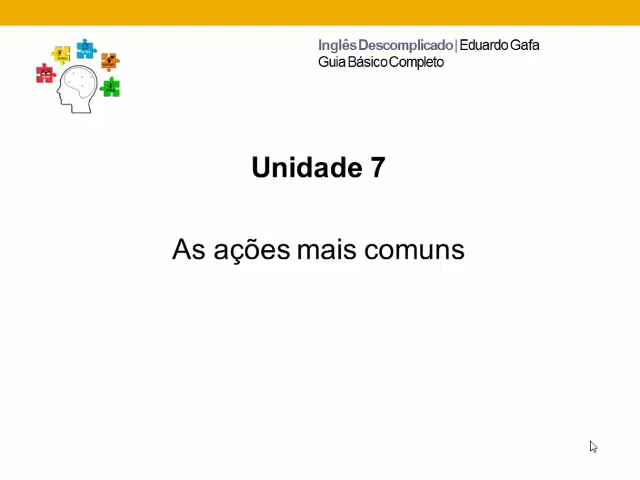 Inglês Descomplicado | Eduardo Gafa
Guia Básico Completo
Unidade 7
As ações mais comuns